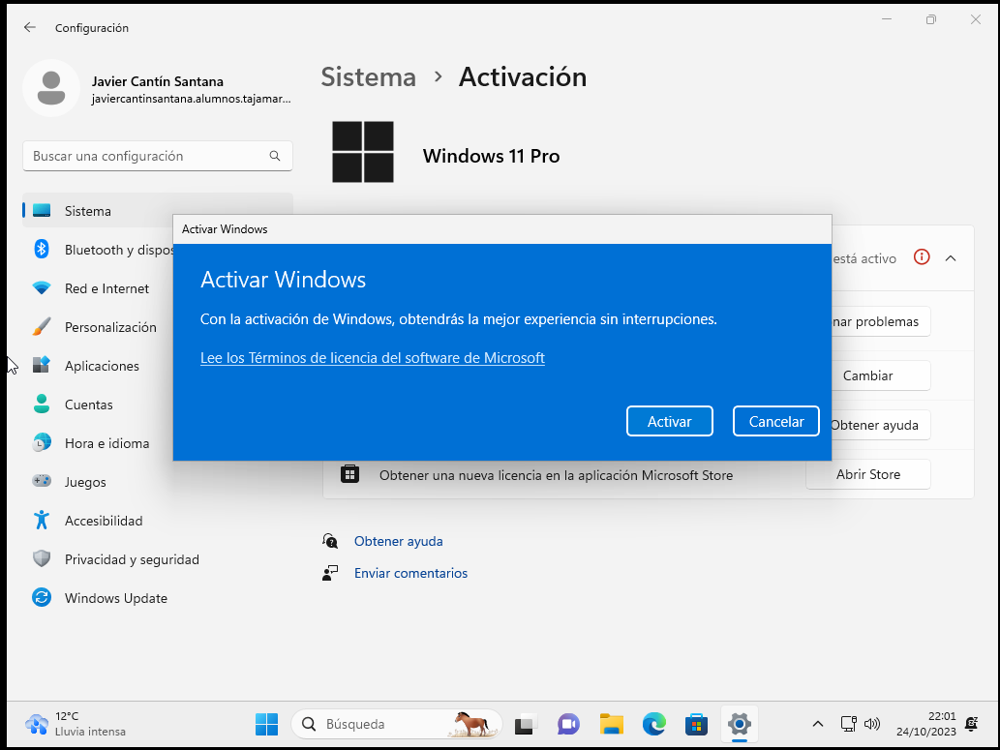 Configuración
Javier Cantín Santana
javiercantinsantana.alumnos.tajamar...
Buscar una configuración
Sistema
Bluetooth y dispos
Red e Internet
Personalización
Aplicaciones
Cuentas
Hora e idioma
Juegos
Accesibilidad
Privacidad y seguridad
Windows Update
Sistema > Activación
Windows 11 Pro
está activo
nar problemas
Cambiar
Obtener ayuda
Obtener una nueva licencia en la aplicación Microsoft Store
Abrir Store
Obtener ayuda
Enviar comentarios
Activar Windows
Activar Windows
Con la activación de Windows, obtendrás la mejor experiencia sin interrupciones.
Lee los Términos de licencia del software de Microsoft
Activar
Cancelar
12°C
Lluvia intensa
Búsqueda
22:01
24/10/2023